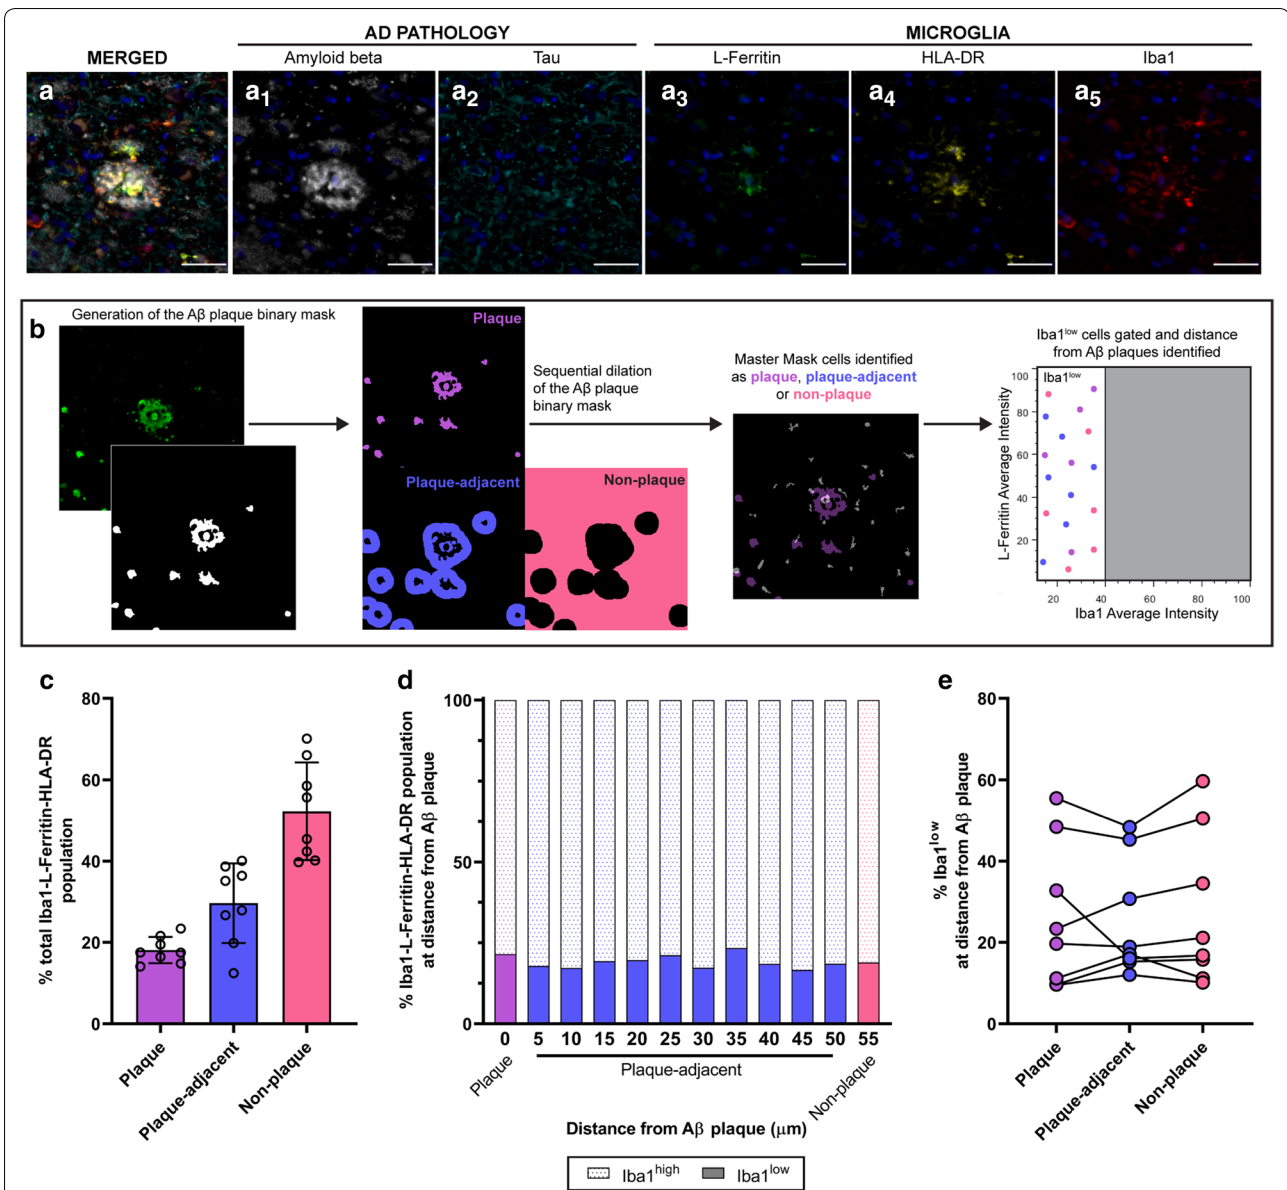 AD PATHOLOGY MICROGLIA
MERGED Amyloid beta Tau L-Ferritin HLA-DR Iba1
a a1 a2 a3 a4 a5
b
Generation of the Aβ plaque binary mask
Plaque
Plaque-adjacent
Non-plaque
Sequential dilation
of the Aβ plaque
binary mask
Master Mask cells identified
as plaque, plaque-adjacent
or non-plaque
Iba1low cells gated and distance
from Aβ plaques identified
Iba1low
L-Ferritin Average Intensity
100
80
60
40
20
20 40 60 80 100
Iba1 Average Intensity
c
% total Iba1-L-Ferritin-HLA-DR
population
80
60
40
20
0
Plaque
Plaque-adjacent
Non-plaque
d
% Iba1-L-Ferritin-HLA-DR population
at distance from Aβ plaque
100
50
0
0 5 10 15 20 25 30 35 40 45 50 55
Plaque
Plaque-adjacent
Non-plaque
Distance from Aβ plaque (μm)
Iba1high Iba1low
e
% Iba1low
at distance from Aβ plaque
80
60
40
20
0
Plaque
Plaque-adjacent
Non-plaque